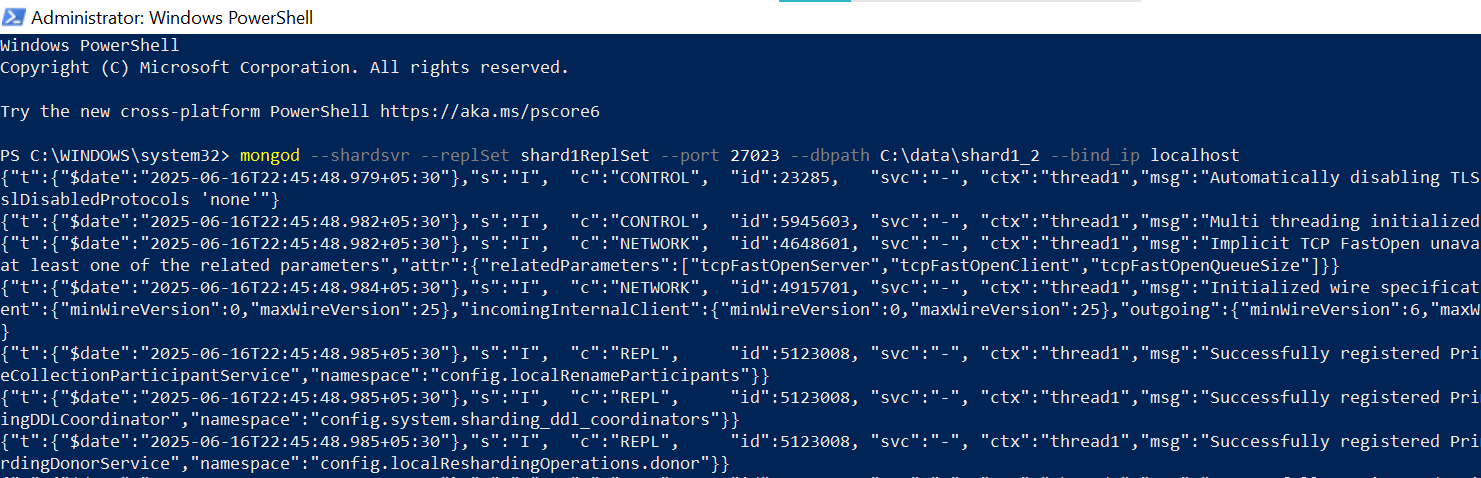 Administrator: Windows PowerShell
Windows PowerShell
Copyright (C) Microsoft Corporation. All rights reserved.
Try the new cross-platform PowerShell https://aka.ms/pscore6
PS C:\WINDOWS\system32> mongod --shardsvr --replSet shard1ReplSet --port 27023 --dbpath C:\data\shard1_2 --bind_ip localhost
{"t":{"$date":"2025-06-16T22:45:48.979+05:30"},"s":"I",  "c":"CONTROL",  "id":23285,   "svc":"-", "ctx":"thread1","msg":"Automatically disabling TLS
slDisabledProtocols 'none'"}
{"t":{"$date":"2025-06-16T22:45:48.982+05:30"},"s":"I",  "c":"CONTROL",  "id":5945603, "svc":"-", "ctx":"thread1","msg":"Multi threading initialized
{"t":{"$date":"2025-06-16T22:45:48.982+05:30"},"s":"I",  "c":"NETWORK",  "id":4648601, "svc":"-", "ctx":"thread1","msg":"Implicit TCP FastOpen unava
at least one of the related parameters","attr":{"relatedParameters":["tcpFastOpenServer","tcpFastOpenClient","tcpFastOpenQueueSize"]}}
{"t":{"$date":"2025-06-16T22:45:48.984+05:30"},"s":"I",  "c":"NETWORK",  "id":4915701, "svc":"-", "ctx":"thread1","msg":"Initialized wire specificat
ent":{"minWireVersion":0,"maxWireVersion":25},"incomingInternalClient":{"minWireVersion":0,"maxWireVersion":25},"outgoing":{"minWireVersion":6,"maxW
}
{"t":{"$date":"2025-06-16T22:45:48.985+05:30"},"s":"I",  "c":"REPL",     "id":5123008, "svc":"-", "ctx":"thread1","msg":"Successfully registered Pri
eCollectionParticipantService","namespace":"config.localRenameParticipants"}}
{"t":{"$date":"2025-06-16T22:45:48.985+05:30"},"s":"I",  "c":"REPL",     "id":5123008, "svc":"-", "ctx":"thread1","msg":"Successfully registered Pri
ingDDLCoordinator","namespace":"config.system.sharding_ddl_coordinators"}}
{"t":{"$date":"2025-06-16T22:45:48.985+05:30"},"s":"I",  "c":"REPL",     "id":5123008, "svc":"-", "ctx":"thread1","msg":"Successfully registered Pri
rdingDonorService","namespace":"config.localReshardingOperations.donor"}}